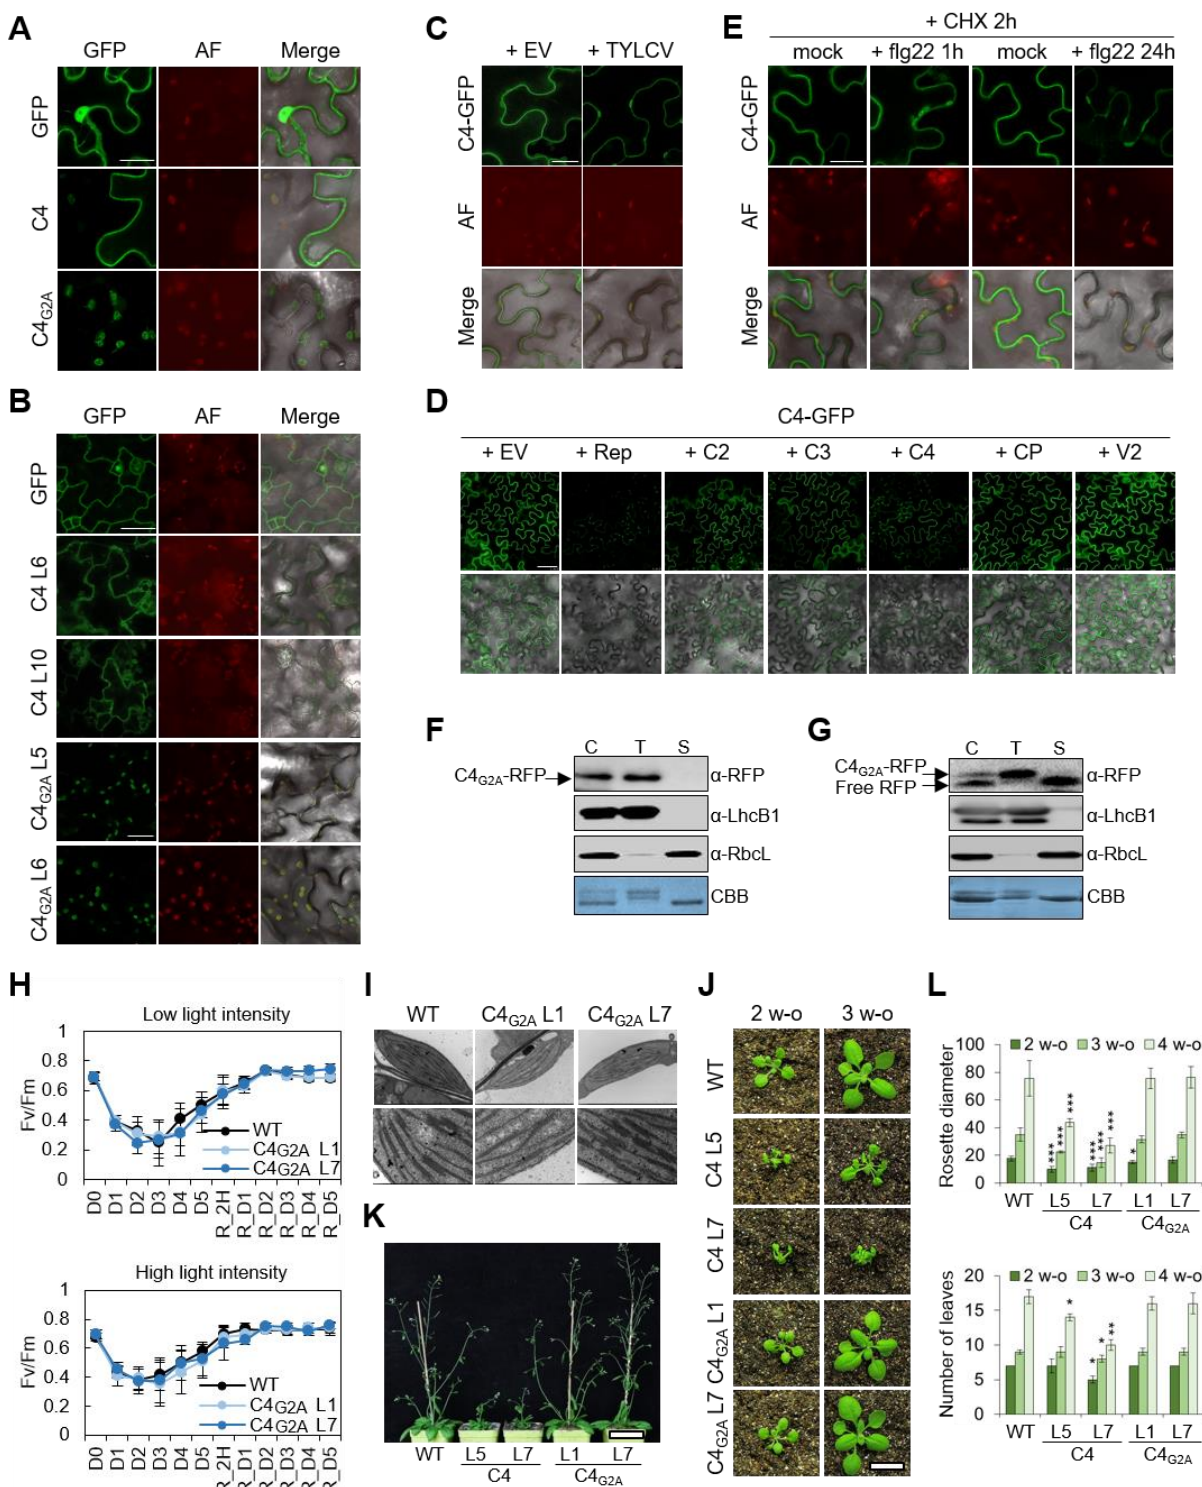 A
GFP AF Merge
GFP
C4
C4G2A
B
GFP AF Merge
GFP
C4 L6
C4 L10
C4G2A L5
C4G2A L6
C
+ EV + TYLCV
C4-GFP
AF
Merge
D
C4-GFP
+ EV + Rep + C2 + C3 + C4 + CP + V2
E
+ CHX 2h
mock + flg22 1h mock + flg22 24h
C4-GFP
AF
Merge
F
C T S
C4G2A-RFP
α-RFP
α-LhcB1
α-RbcL
CBB
G
C T S
C4G2A-RFP
Free RFP
α-RFP
α-LhcB1
α-RbcL
CBB
H
Low light intensity
Fv/Fm
1
0.8
0.6
0.4
0.2
0
WT
C4G2A L1
C4G2A L7
D0 D1 D2 D3 D4 D5 R_2H R_D1 R_D2 R_D3 R_D4 R_D5
High light intensity
Fv/Fm
1
0.8
0.6
0.4
0.2
0
WT
C4G2A L1
C4G2A L7
D0 D1 D2 D3 D4 D5 R_2H R_D1 R_D2 R_D3 R_D4 R_D5
I
WT C4G2A L1 C4G2A L7
J
2 w-o 3 w-o
WT
C4 L5
C4 L7
C4G2A L1
C4G2A L7
K
WT L5 L7 L1 L7
C4 C4G2A
L
2 w-o 3 w-o 4 w-o
Rosette diameter
100
80
60
40
20
0
*** *** *** *** *** *** *
WT L5 L7 L1 L7
C4 C4G2A
2 w-o 3 w-o 4 w-o
Number of leaves
20
15
10
5
0
* * * **
WT L5 L7 L1 L7
C4 C4G2A